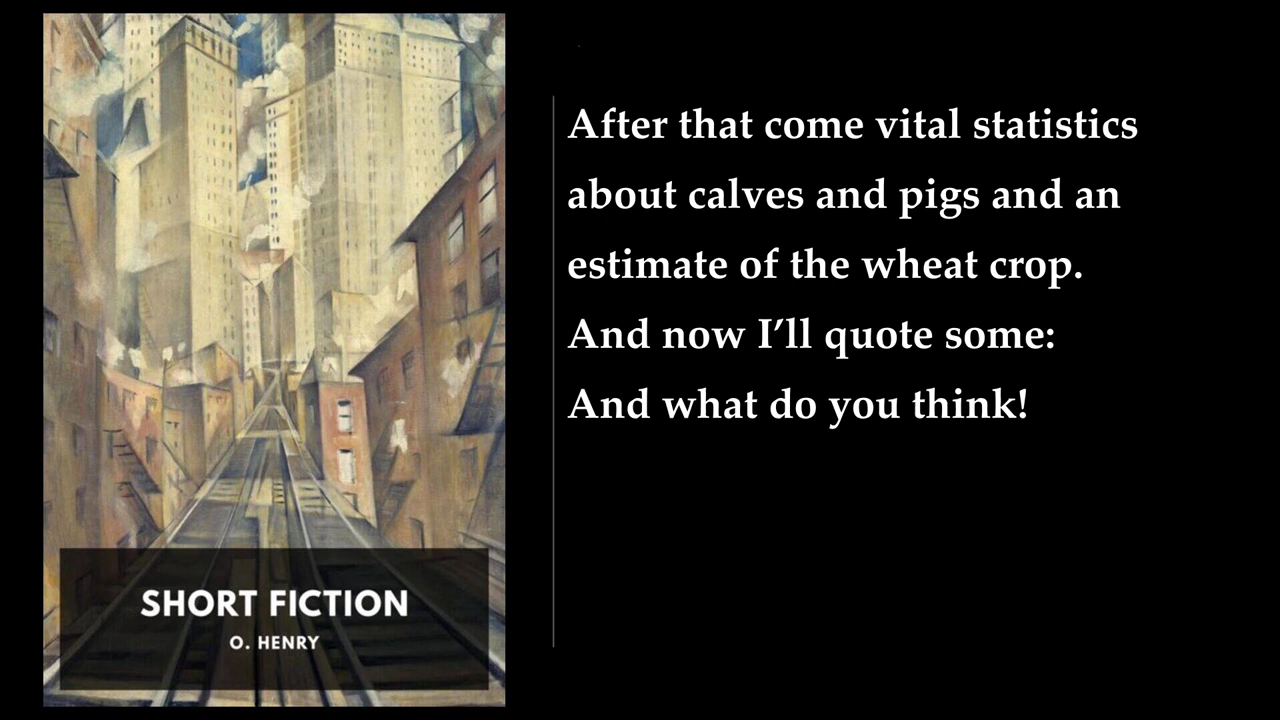 After that come vital statistics
about calves and pigs and an
estimate of the wheat crop.
And now I’ll quote some:
And what do you think!
SHORT FICTION
O. HENRY